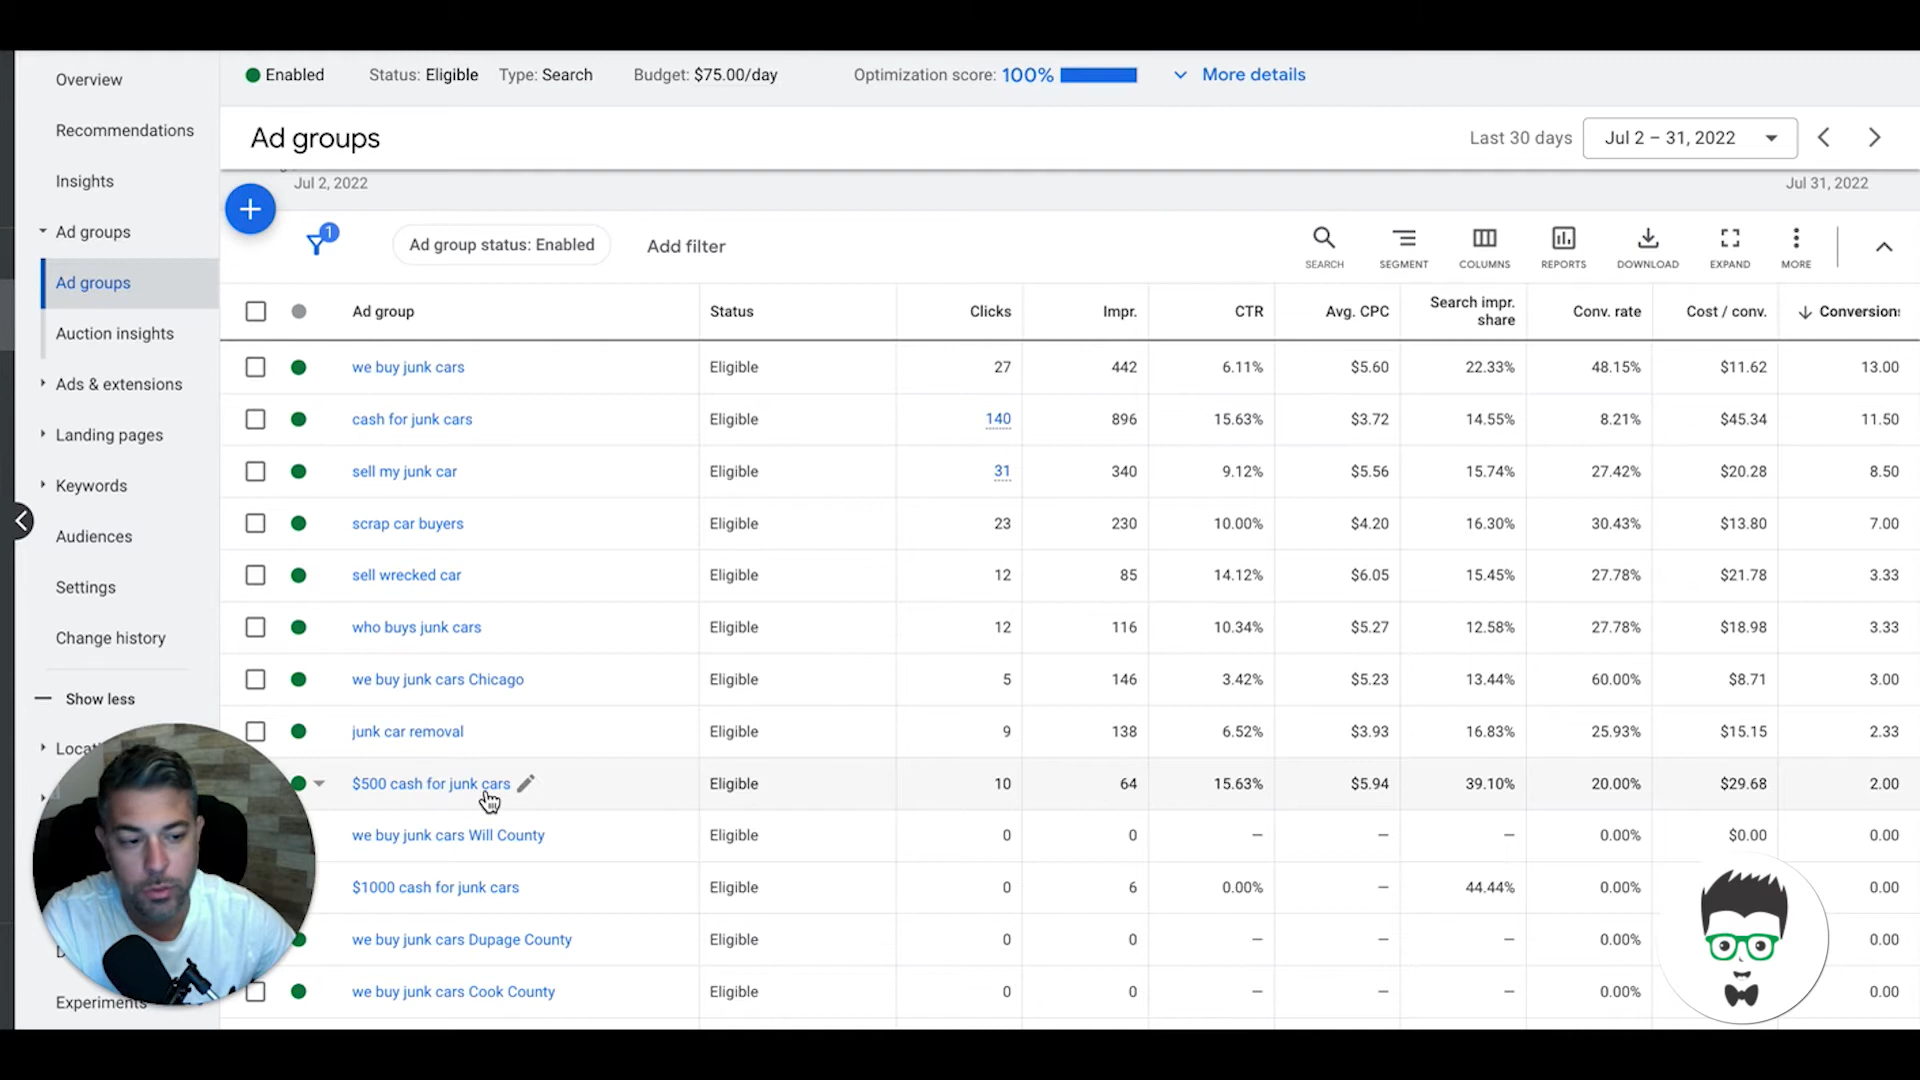 Overview
Recommendations
Insights
Ad groups
Ad groups
Auction insights
Ads & extensions
Landing pages
Keywords
Audiences
Settings
Change history
Show less
Experiments
Enabled Status: Eligible Type: Search Budget: $75.00/day Optimization score: 100% More details
Ad groups Last 30 days Jul 2 – 31, 2022
Jul 2, 2022 Jul 31, 2022
1 Ad group status: Enabled Add filter SEARCH SEGMENT COLUMNS REPORTS DOWNLOAD EXPAND MORE
Ad group Status Clicks Impr. CTR Avg. CPC Search impr. share Conv. rate Cost / conv. Conversions
we buy junk cars Eligible 27 442 6.11% $5.60 22.33% 48.15% $11.62 13.00
cash for junk cars Eligible 140 896 15.63% $3.72 14.55% 8.21% $45.34 11.50
sell my junk car Eligible 31 340 9.12% $5.56 15.74% 27.42% $20.28 8.50
scrap car buyers Eligible 23 230 10.00% $4.20 16.30% 30.43% $13.80 7.00
sell wrecked car Eligible 12 85 14.12% $6.05 15.45% 27.78% $21.78 3.33
who buys junk cars Eligible 12 116 10.34% $5.27 12.58% 27.78% $18.98 3.33
we buy junk cars Chicago Eligible 5 146 3.42% $5.23 13.44% 60.00% $8.71 3.00
junk car removal Eligible 9 138 6.52% $3.93 16.83% 25.93% $15.15 2.33
$500 cash for junk cars Eligible 10 64 15.63% $5.94 39.10% 20.00% $29.68 2.00
we buy junk cars Will County Eligible 0 0 – – – 0.00% $0.00 0.00
$1000 cash for junk cars Eligible 0 6 0.00% – 44.44% 0.00% 0.00
we buy junk cars Dupage County Eligible 0 0 – – – 0.00% 0.00
we buy junk cars Cook County Eligible 0 0 – – – 0.00% 0.00